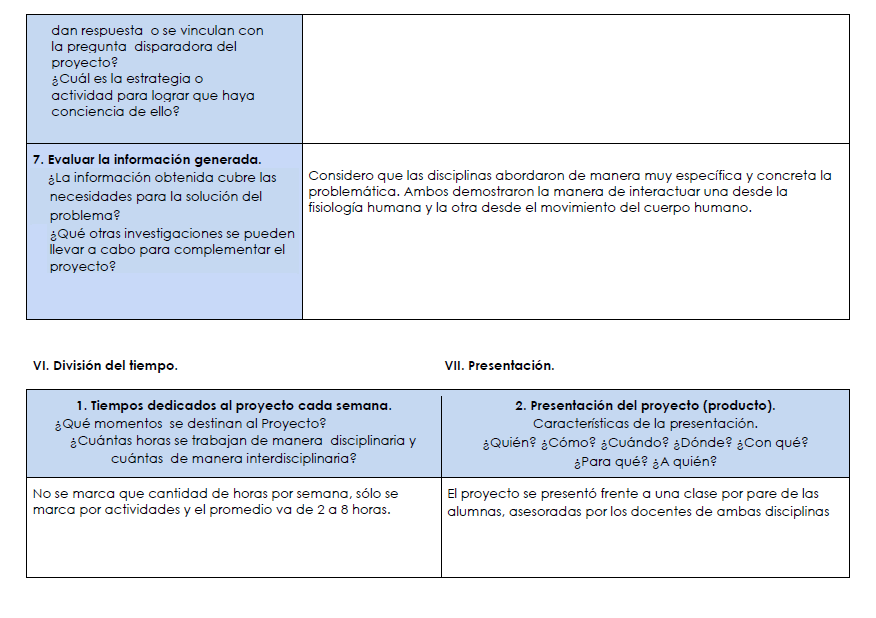 dan respuesta o se vinculan con
la pregunta disparadora del
proyecto?
¿Cuál es la estrategia o
actividad para lograr que haya
conciencia de ello?
7. Evaluar la información generada.
¿La información obtenida cubre las
necesidades para la solución del
problema?
¿Qué otras investigaciones se pueden
llevar a cabo para complementar el
proyecto?
Considero que las disciplinas abordaron de manera muy específica y concreta la
problemática. Ambos demostraron la manera de interactuar una desde la
fisiología humana y la otra desde el movimiento del cuerpo humano.
VI. División del tiempo.
VII. Presentación.
1. Tiempos dedicados al proyecto cada semana.
¿Qué momentos se destinan al Proyecto?
¿Cuántas horas se trabajan de manera disciplinaria y
cuántas de manera interdisciplinaria?
2. Presentación del proyecto (producto).
Características de la presentación.
¿Quién? ¿Cómo? ¿Cuándo? ¿Dónde? ¿Con qué?
¿Para qué? ¿A quién?
No se marca que cantidad de horas por semana, sólo se
marca por actividades y el promedio va de 2 a 8 horas.
El proyecto se presentó frente a una clase por pare de las
alumnas, asesoradas por los docentes de ambas disciplinas